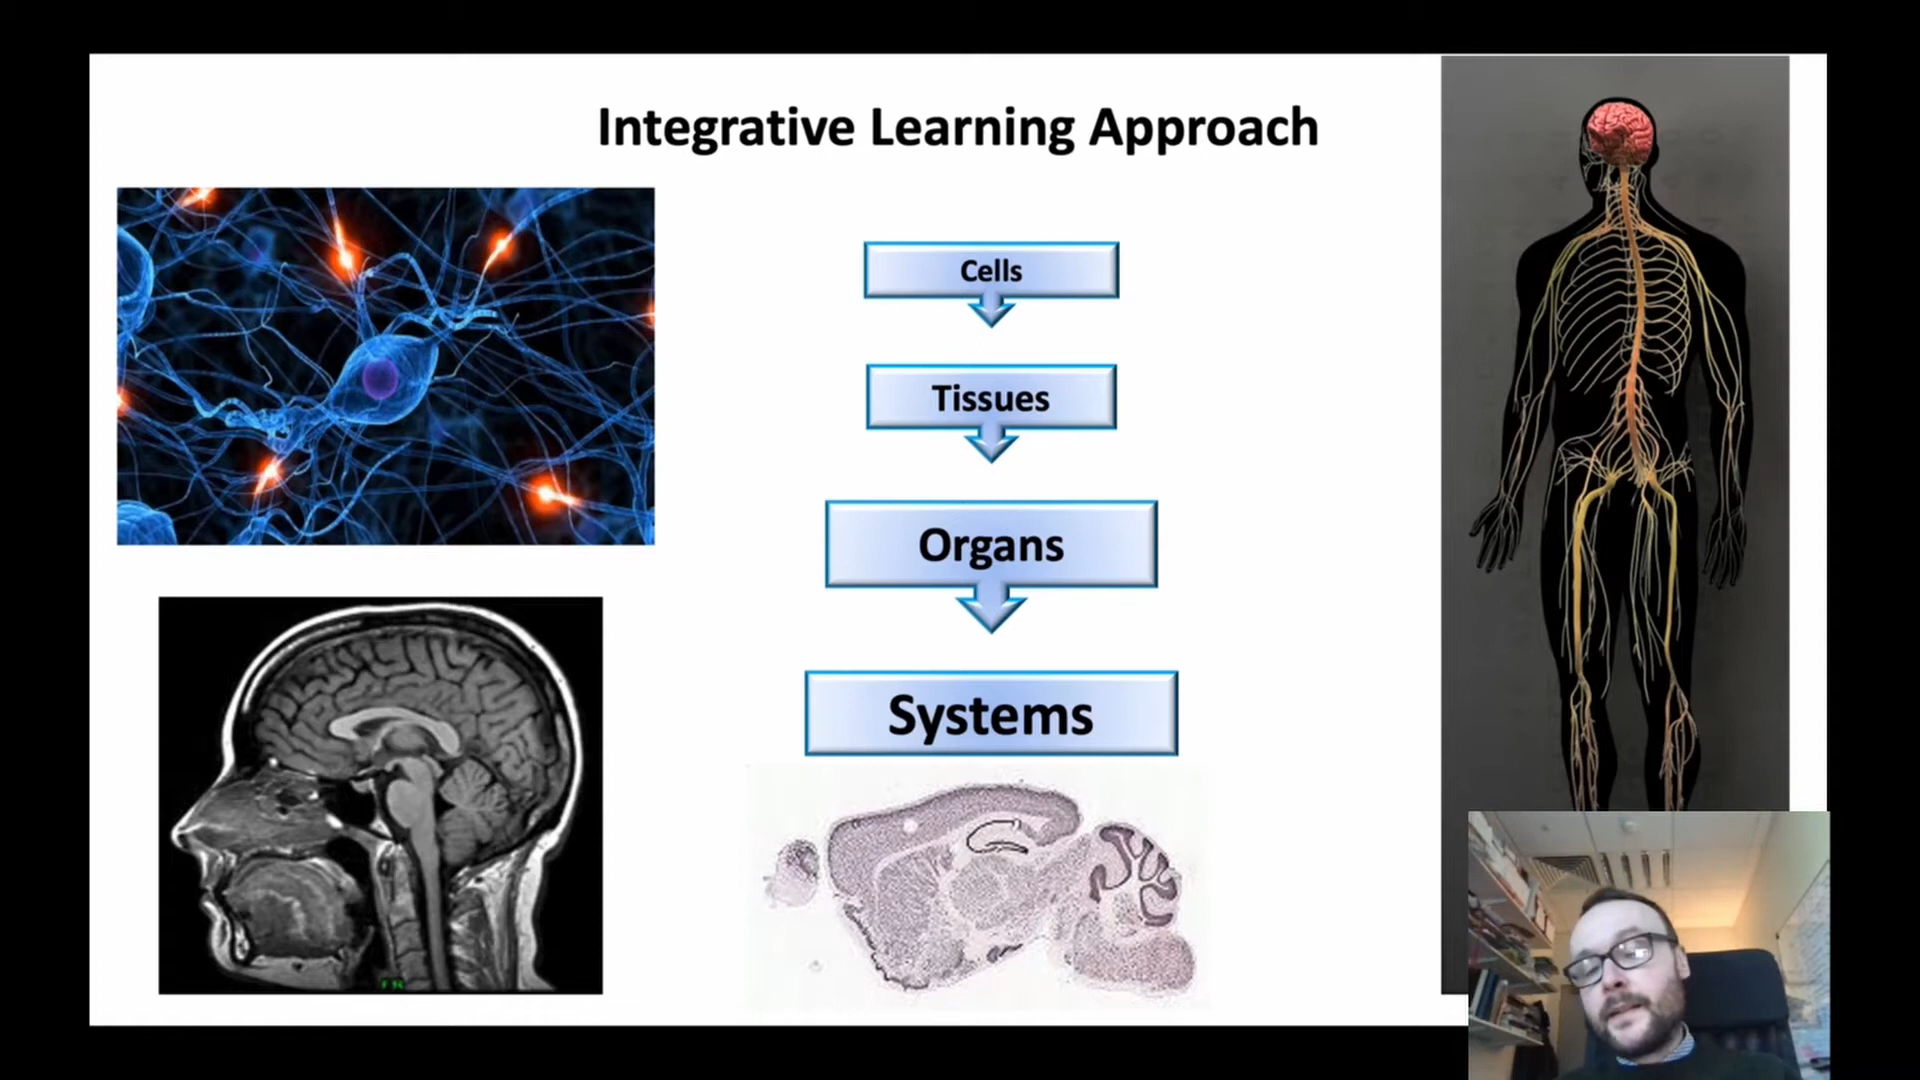 Integrative Learning Approach
Cells
Tissues
Organs
Systems